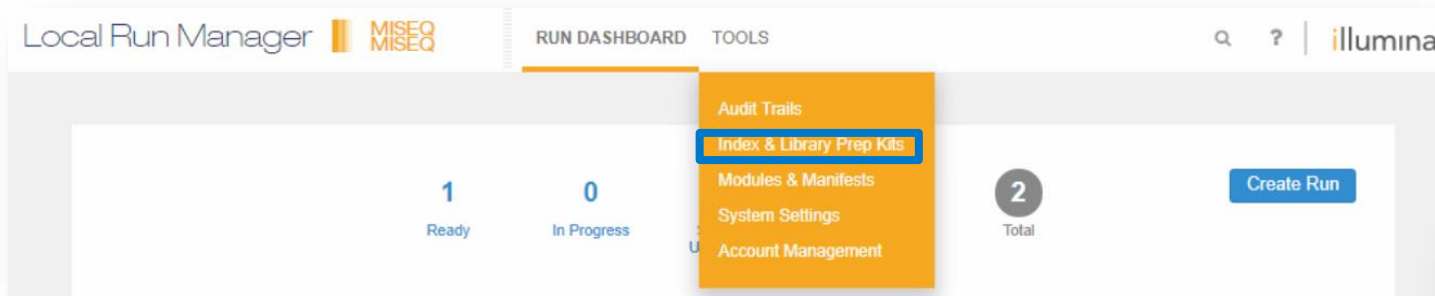 Local Run Manager MISEQ MISEQ RUN DASHBOARD TOOLS ? illumina
Audit Trails
Index & Library Prep Kits
Modules & Manifests
System Settings
Account Management
1
Ready
0
In Progress
2
Total
Create Run